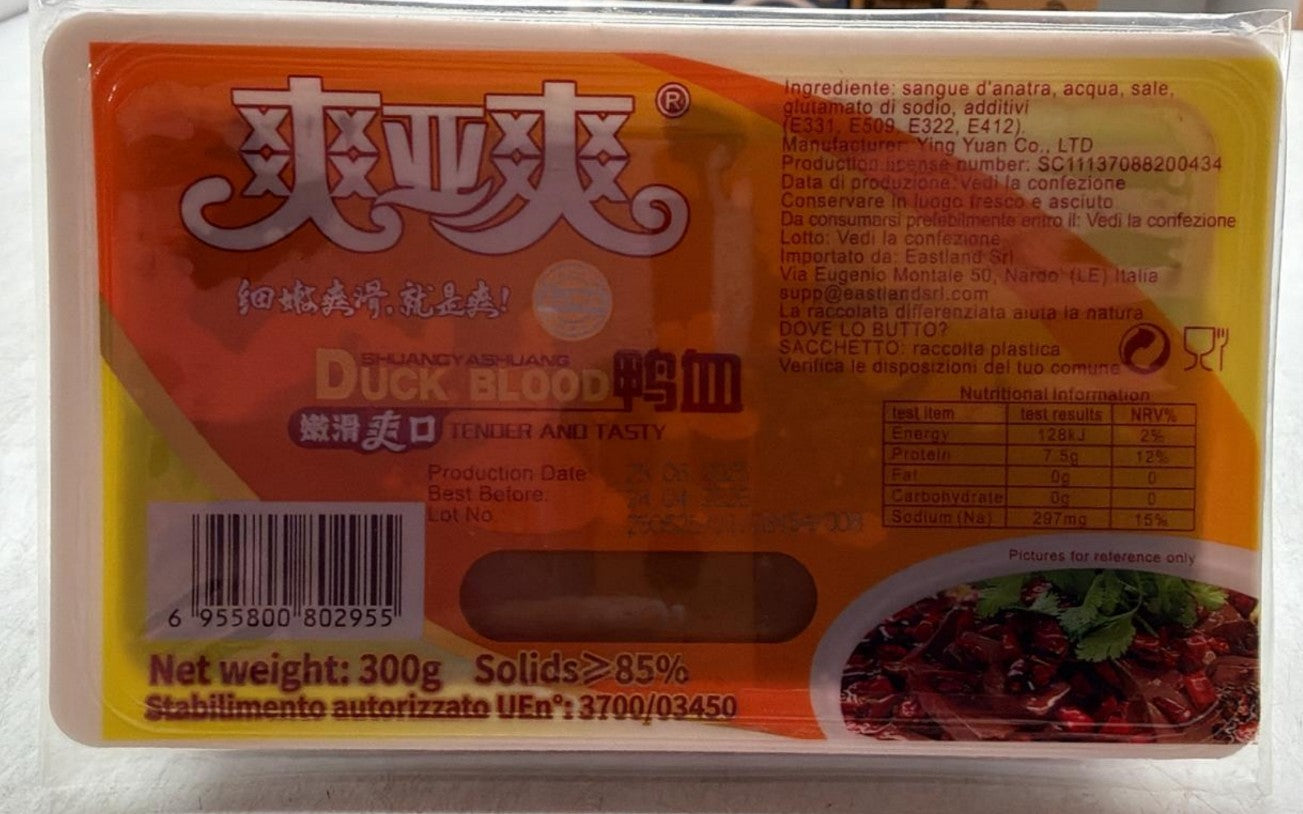 爽亚爽®
细嫩爽滑,就是爽!
SHUANGYASHUANG
DUCK BLOOD鸭血
嫩滑爽口 TENDER AND TASTY
Production Date
Best Before:
Lot No
6 955800 802955
Net weight: 300g Solids≥85%
Stabilimento autorizzato UEn°: 3700/03450
Ingrediente: sangue d'anatra, acqua, sale,
glutamato di sodio, additivi
(E331, E509, E322, E412).
Manufacturer: Ying Yuan Co., LTD
Production license number: SC11137088200434
Data di produzione: Vedi la confezione
Conservare in luogo fresco e asciuto
Da consumarsi prefebilmente entro il: Vedi la confezione
Lotto: Vedi la confezione
Importato da: Eastland Srl
Via Eugenio Montale 50, Nardo' (LE) Italia
supp@eastlandsrl.com
La raccolata differenziata aiuta la natura
DOVE LO BUTTO?
SACCHETTO: raccolta plastica
Verifica le disposizioni del tuo comune
Nutritional Information
test item test results NRV%
Energy 128kJ 2%
Protein 7.5g 12%
Fat 0g 0
Carbohydrate 0g 0
Sodium (Na) 297mg 15%
Pictures for reference only